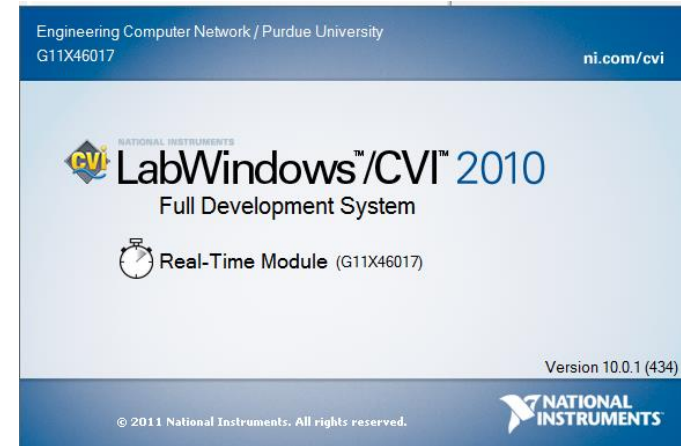 Engineering Computer Network / Purdue University
G11X46017
ni.com/cvi
NATIONAL INSTRUMENTS
CVI LabWindows™/CVI™ 2010
Full Development System
Real-Time Module (G11X46017)
Version 10.0.1 (434)
© 2011 National Instruments. All rights reserved.
NATIONAL
INSTRUMENTS